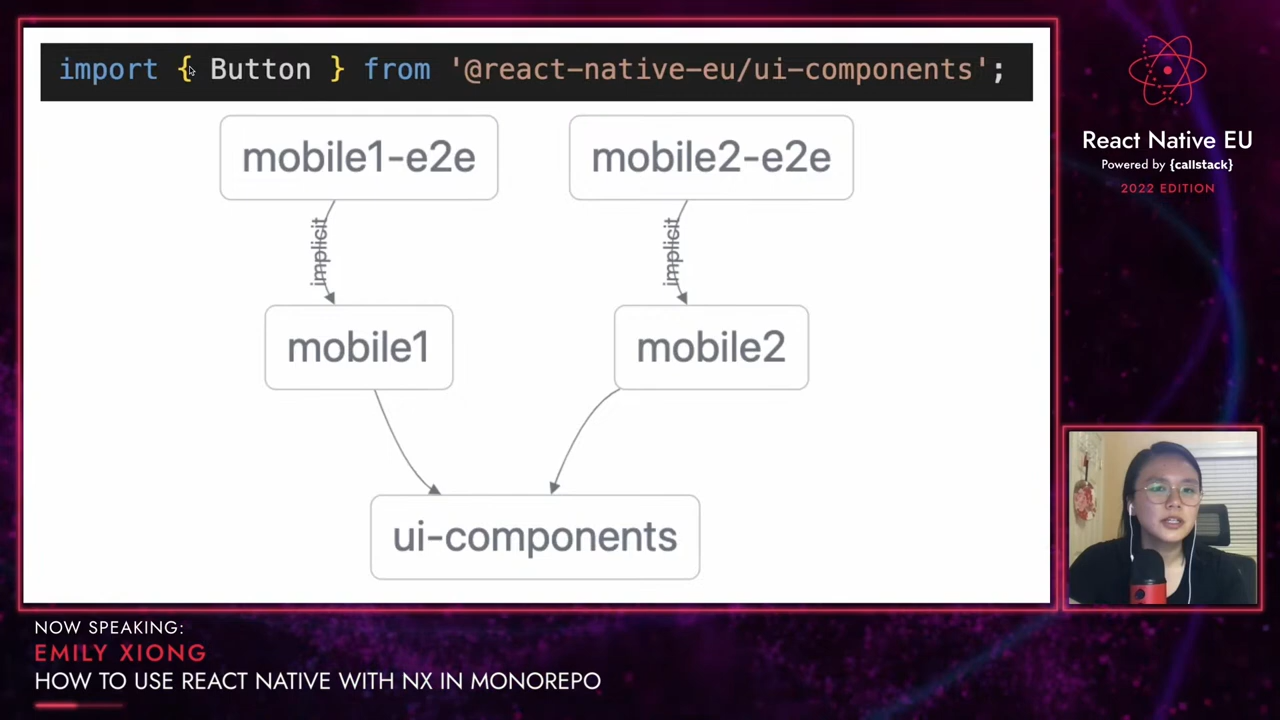 import { Button } from '@react-native-eu/ui-components';
mobile1-e2e
mobile2-e2e
implicit
implicit
mobile1
mobile2
ui-components
React Native EU
Powered by {callstack}
2022 EDITION
NOW SPEAKING:
EMILY XIONG
HOW TO USE REACT NATIVE WITH NX IN MONOREPO